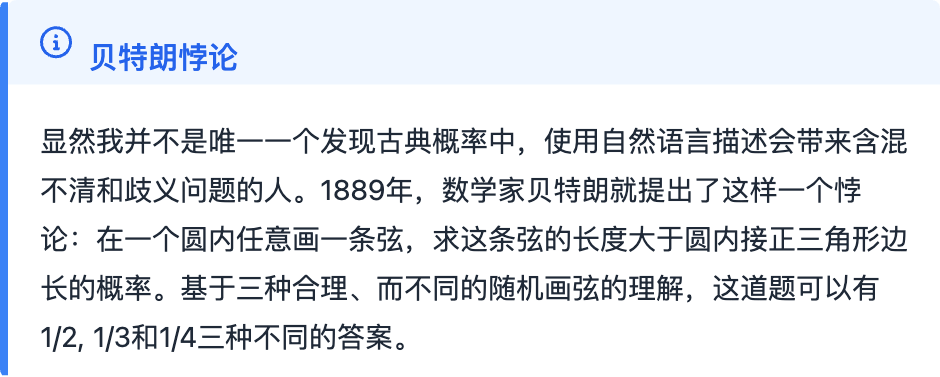 贝特朗悖论
显然我并不是唯一一个发现古典概率中，使用自然语言描述会带来含混
不清和歧义问题的人。1889年，数学家贝特朗就提出了这样一个悖
论：在一个圆内任意画一条弦，求这条弦的长度大于圆内接正三角形边
长的概率。基于三种合理、而不同的随机画弦的理解，这道题可以有
1/2, 1/3和1/4三种不同的答案。